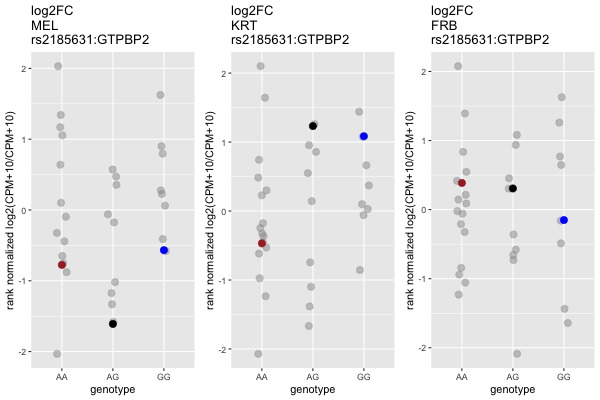 log2FC
MEL
rs2185631:GTPBP2
rank normalized log2(CPM+10/CPM+10)
2
1
0
-1
-2
AA
AG
GG
genotype
log2FC
KRT
rs2185631:GTPBP2
rank normalized log2(CPM+10/CPM+10)
2
1
0
-1
-2
AA
AG
GG
genotype
log2FC
FRB
rs2185631:GTPBP2
rank normalized log2(CPM+10/CPM+10)
2
1
0
-1
-2
AA
AG
GG
genotype